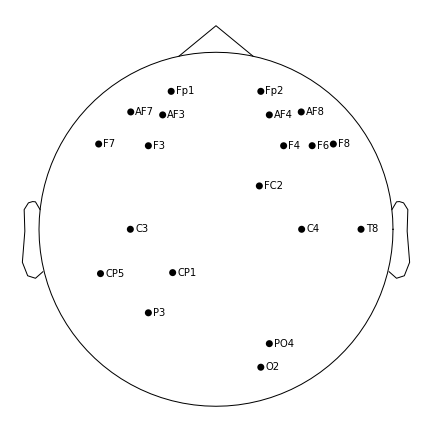 Fp1 Fp2
AF7 AF3 AF4 AF8
F7 F3 F4 F6 F8
FC2
C3 C4 T8
CP5 CP1
P3
PO4
O2